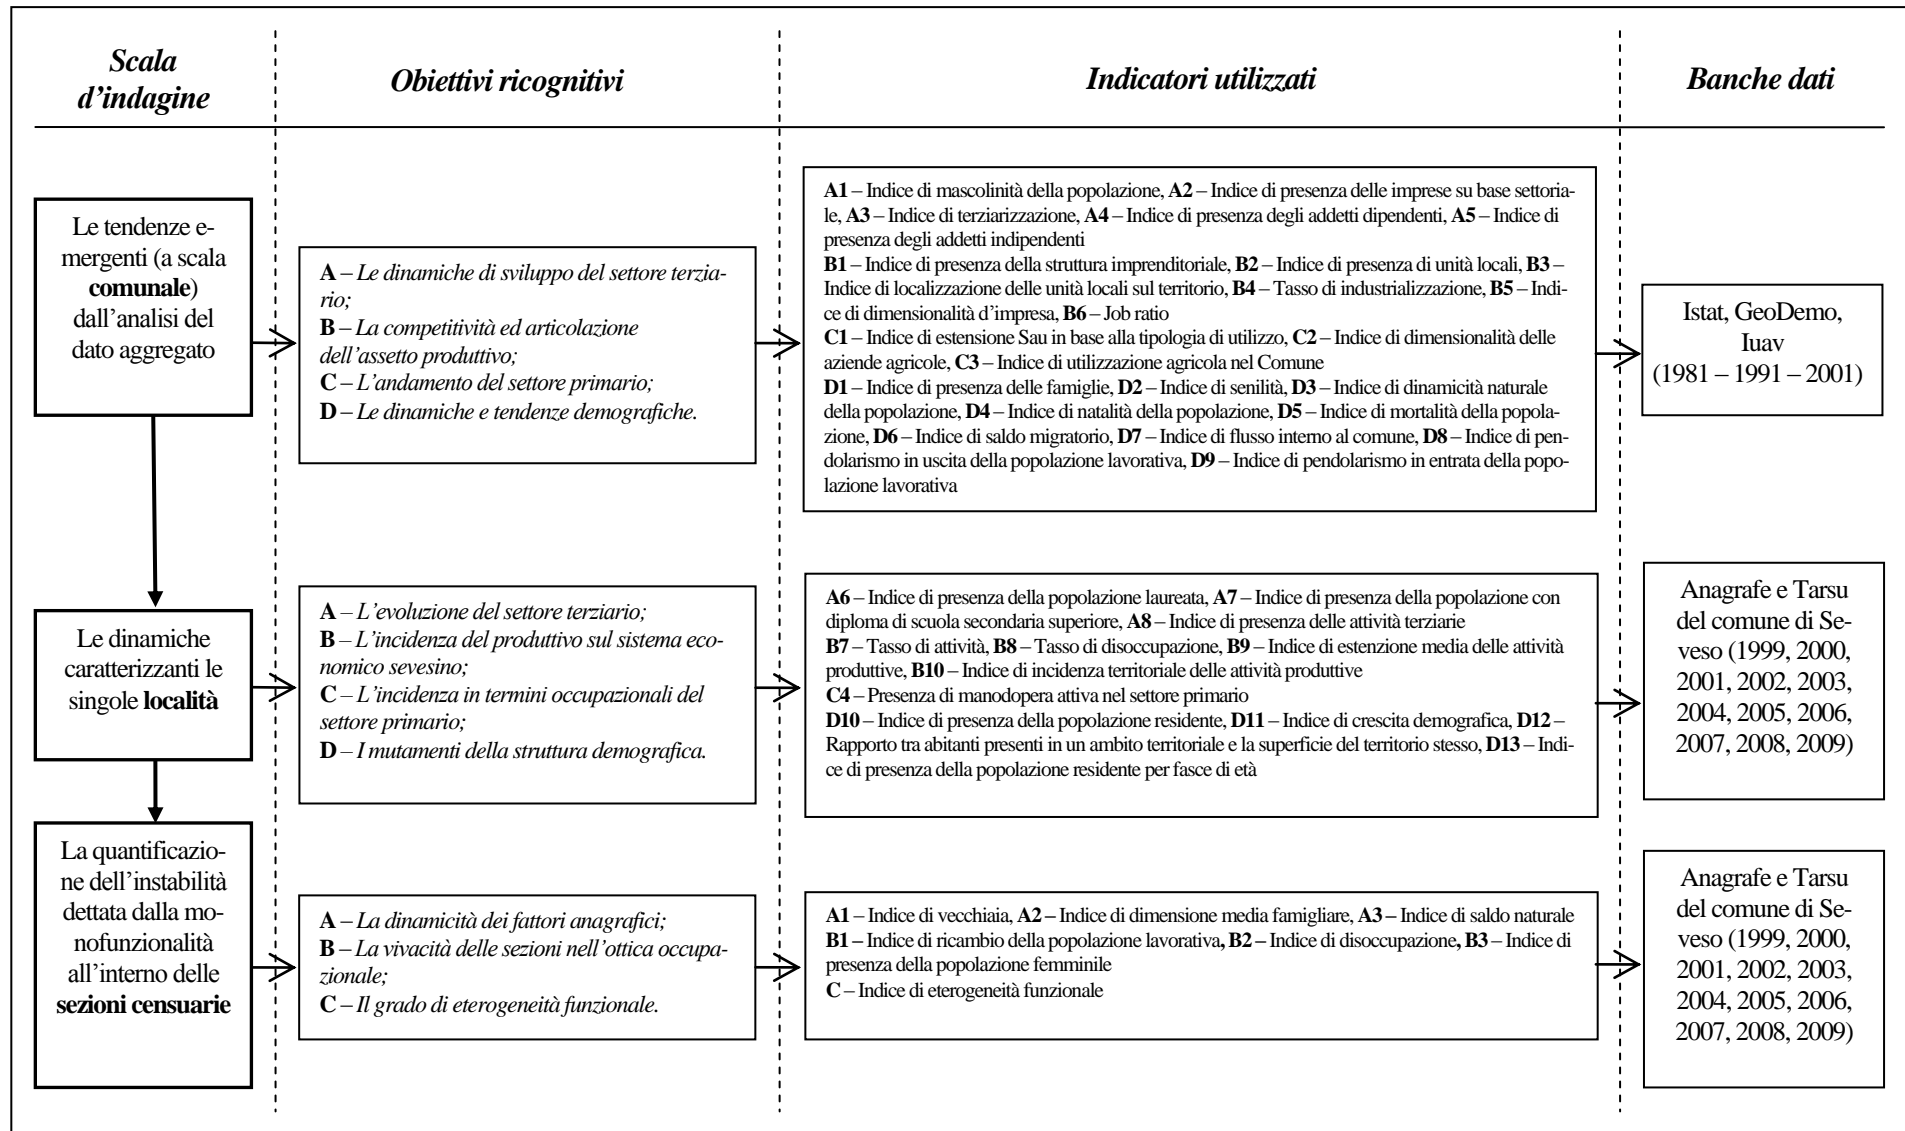 Scala
d'indagine
Obiettivi ricognitivi
Indicatori utilizzati
Banche dati
Le tendenze e-
mergenti (a scala
comunale)
dall'analisi del
dato aggregato
A – Le dinamiche di sviluppo del settore terzia-
rio;
B – La competitività ed articolazione
dell'assetto produttivo;
C – L'andamento del settore primario;
D – Le dinamiche e tendenze demografiche.
A1 – Indice di mascolinità della popolazione, A2 – Indice di presenza delle imprese su base settoria-
le, A3 – Indice di terziarizzazione, A4 – Indice di presenza degli addetti dipendenti, A5 – Indice di
presenza degli addetti indipendenti
B1 – Indice di presenza della struttura imprenditoriale, B2 – Indice di presenza di unità locali, B3 –
Indice di localizzazione delle unità locali sul territorio, B4 – Tasso di industrializzazione, B5 – Indi-
ce di dimensionalità d'impresa, B6 – Job ratio
C1 – Indice di estensione Sau in base alla tipologia di utilizzo, C2 – Indice di dimensionalità delle
aziende agricole, C3 – Indice di utilizzazione agricola nel Comune
D1 – Indice di presenza delle famiglie, D2 – Indice di senilità, D3 – Indice di dinamicità naturale
della popolazione, D4 – Indice di natalità della popolazione, D5 – Indice di mortalità della popola-
zione, D6 – Indice di saldo migratorio, D7 – Indice di flusso interno al comune, D8 – Indice di pen-
dolarismo in uscita della popolazione lavorativa, D9 – Indice di pendolarismo in entrata della popo-
lazione lavorativa
Istat, GeoDemo,
Iuav
(1981 – 1991 – 2001)
Le dinamiche
caratterizzanti le
singole località
A – L'evoluzione del settore terziario;
B – L'incidenza del produttivo sul sistema eco-
nomico sevesino;
C – L'incidenza in termini occupazionali del
settore primario;
D – I mutamenti della struttura demografica.
A6 – Indice di presenza della popolazione laureata, A7 – Indice di presenza della popolazione con
diploma di scuola secondaria superiore, A8 – Indice di presenza delle attività terziarie
B7 – Tasso di attività, B8 – Tasso di disoccupazione, B9 – Indice di estenzione media delle attività
produttive, B10 – Indice di incidenza territoriale delle attività produttive
C4 – Presenza di manodopera attiva nel settore primario
D10 – Indice di presenza della popolazione residente, D11 – Indice di crescita demografica, D12 –
Rapporto tra abitanti presenti in un ambito territoriale e la superficie del territorio stesso, D13 – Indi-
ce di presenza della popolazione residente per fasce di età
Anagrafe e Tarsu
del comune di Se-
veso (1999, 2000,
2001, 2002, 2003,
2004, 2005, 2006,
2007, 2008, 2009)
La quantificazio-
ne dell'instabilità
dettata dalla mo-
nofunzionalità
all'interno delle
sezioni censuarie
A – La dinamicità dei fattori anagrafici;
B – La vivacità delle sezioni nell'ottica occupa-
zionale;
C – Il grado di eterogeneità funzionale.
A1 – Indice di vecchiaia, A2 – Indice di dimensione media famigliare, A3 – Indice di saldo naturale
B1 – Indice di ricambio della popolazione lavorativa, B2 – Indice di disoccupazione, B3 – Indice di
presenza della popolazione femminile
C – Indice di eterogeneità funzionale
Anagrafe e Tarsu
del comune di Se-
veso (1999, 2000,
2001, 2002, 2003,
2004, 2005, 2006,
2007, 2008, 2009)